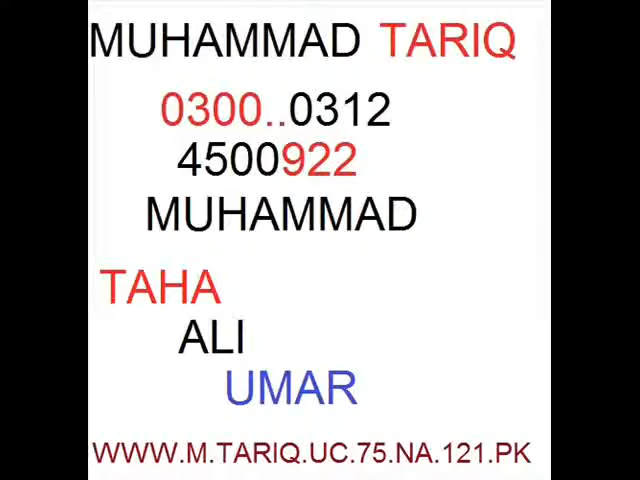 MUHAMMAD TARIQ
0300..0312
4500922
MUHAMMAD
TAHA
ALI
UMAR
WWW.M.TARIQ.UC.75.NA.121.PK